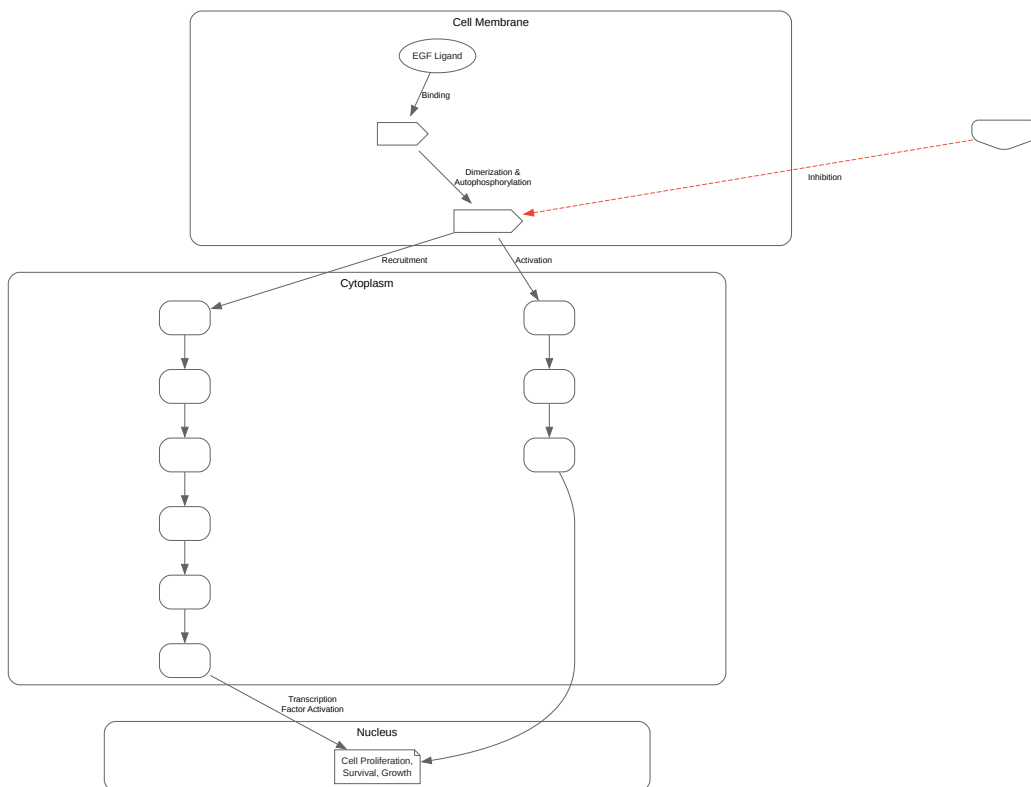 Cell Membrane
EGF Ligand
Binding
Dimerization &
Autophosphorylation
Inhibition
Recruitment
Activation
Cytoplasm
Transcription
Factor Activation
Nucleus
Cell Proliferation,
Survival, Growth